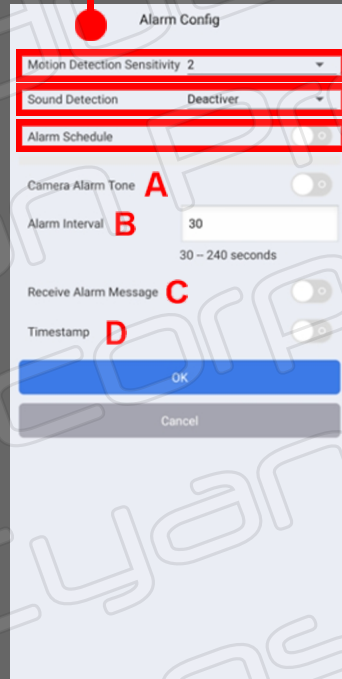 Alarm Config
Motion Detection Sensitivity 2
Sound Detection Deactiver
Alarm Schedule
Camera Alarm Tone A
Alarm Interval B 30
30 – 240 seconds
Receive Alarm Message C
Timestamp D
OK
Cancel